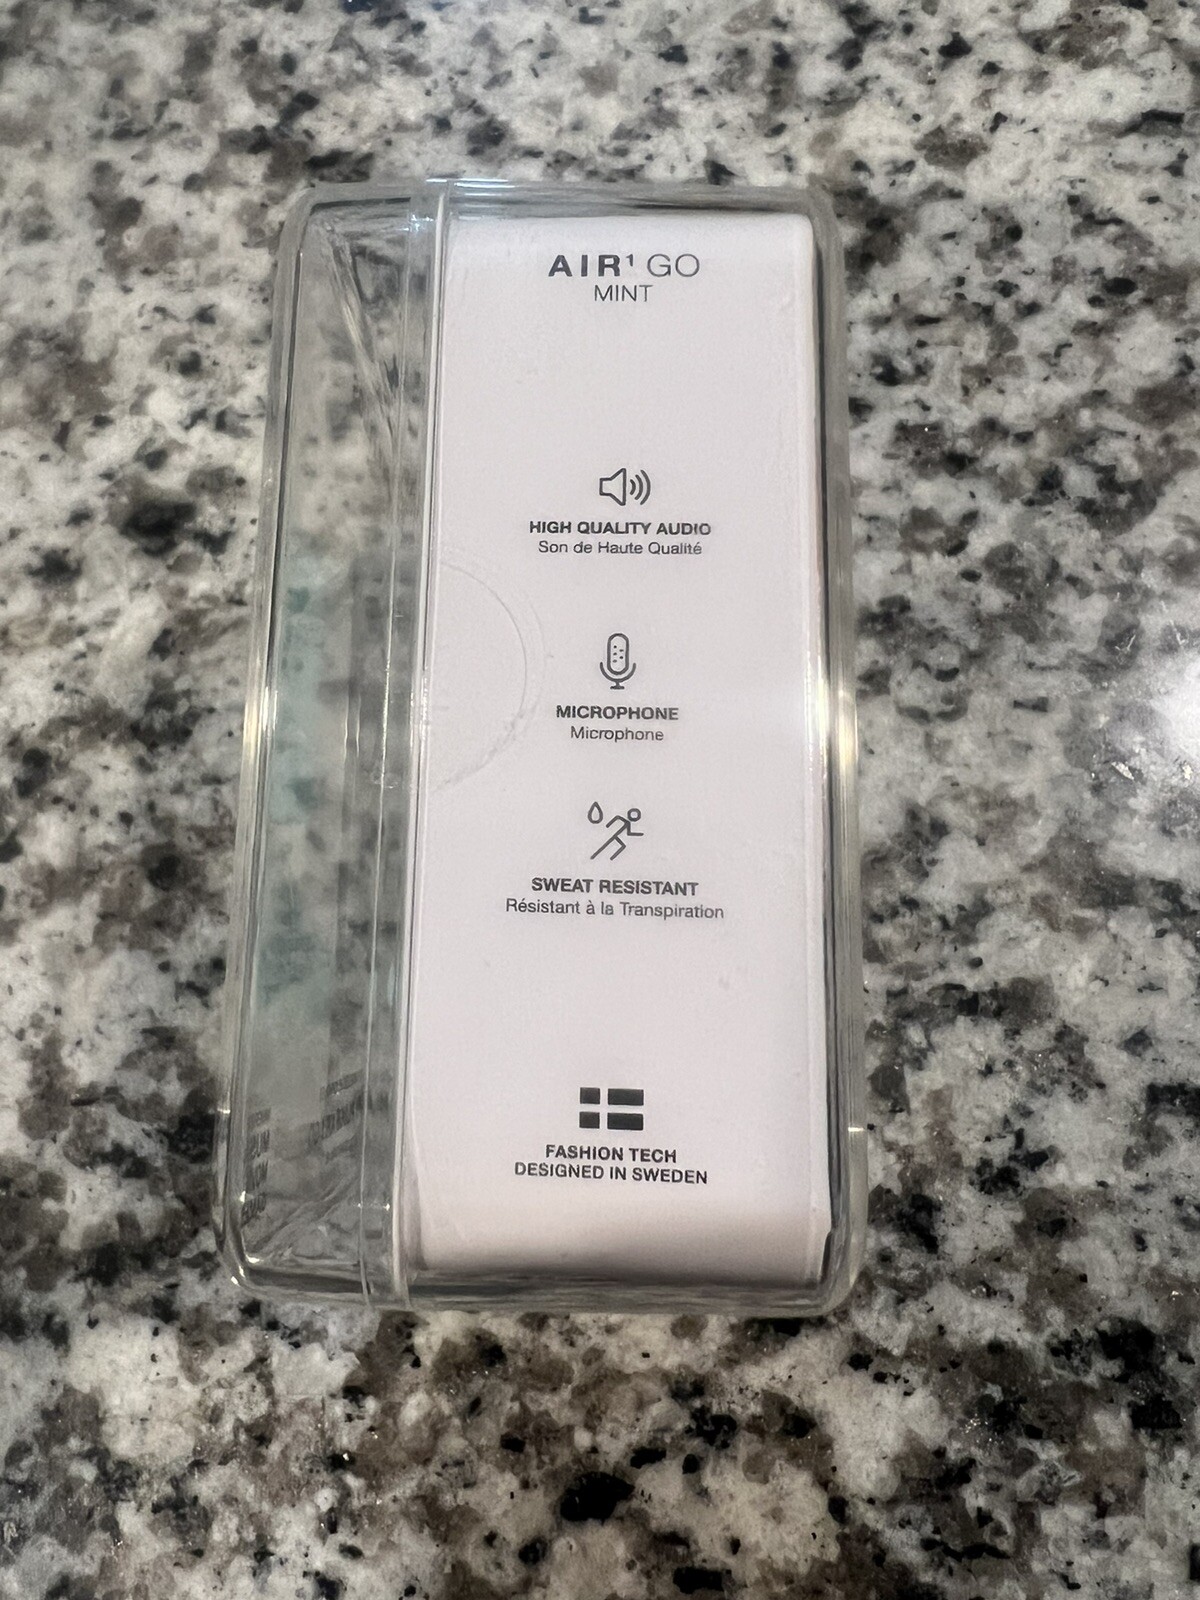 AIR¹ GO
MINT
HIGH QUALITY AUDIO
Son de Haute Qualité
MICROPHONE
Microphone
SWEAT RESISTANT
Résistant à la Transpiration
FASHION TECH
DESIGNED IN SWEDEN